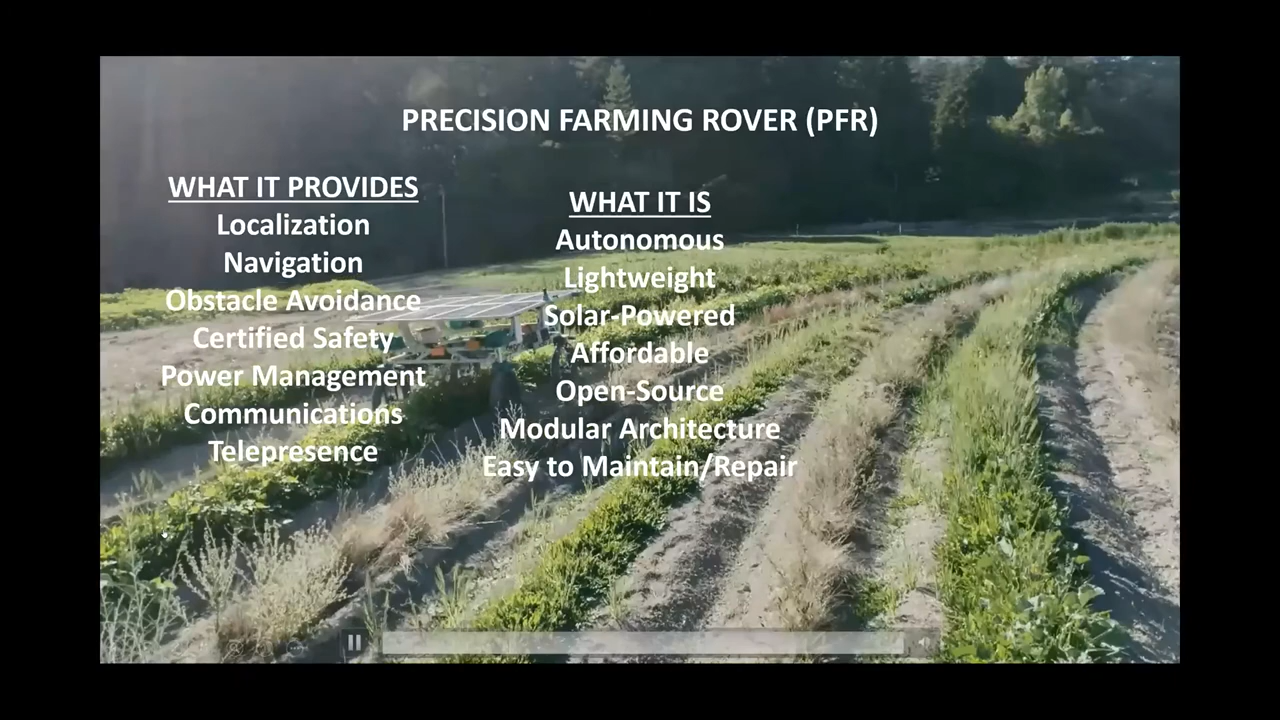 PRECISION FARMING ROVER (PFR)
WHAT IT PROVIDES
Localization
Navigation
Obstacle Avoidance
Certified Safety
Power Management
Communications
Telepresence
WHAT IT IS
Autonomous
Lightweight
Solar-Powered
Affordable
Open-Source
Modular Architecture
Easy to Maintain/Repair